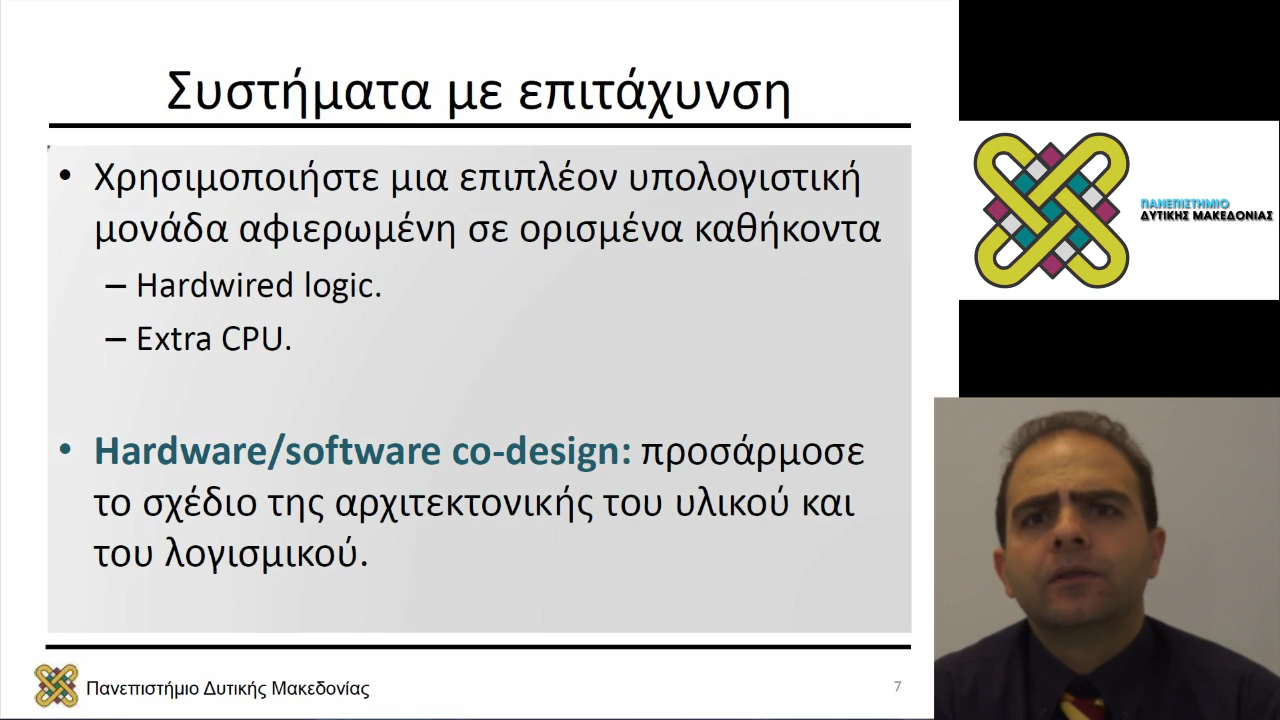 Συστήματα με επιτάχυνση
• Χρησιμοποιήστε μια επιπλέον υπολογιστική
μονάδα αφιερωμένη σε ορισμένα καθήκοντα
– Hardwired logic.
– Extra CPU.
• Hardware/software co-design: προσάρμοσε
το σχέδιο της αρχιτεκτονικής του υλικού και
του λογισμικού.
Πανεπιστήμιο Δυτικής Μακεδονίας
7
ΠΑΝΕΠΙΣΤΗΜΙΟ
ΔΥΤΙΚΗΣ ΜΑΚΕΔΟΝΙΑΣ